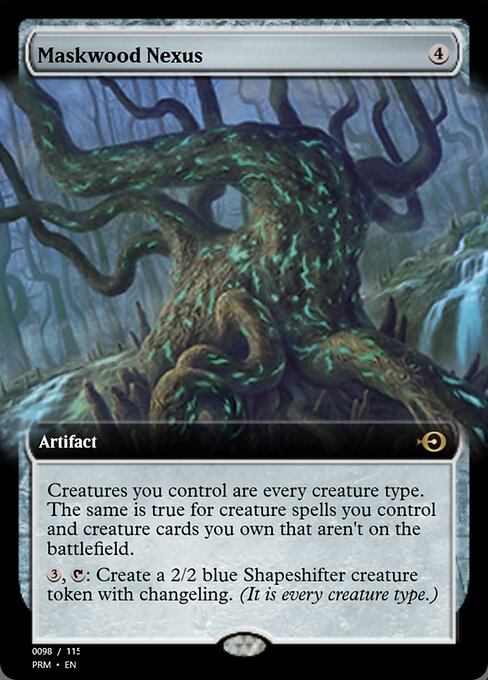 Maskwood Nexus 4
Artifact
Creatures you control are every creature type.
The same is true for creature spells you control
and creature cards you own that aren't on the
battlefield.
3, : Create a 2/2 blue Shapeshifter creature
token with changeling. (It is every creature type.)
0098 / 115
PRM • EN